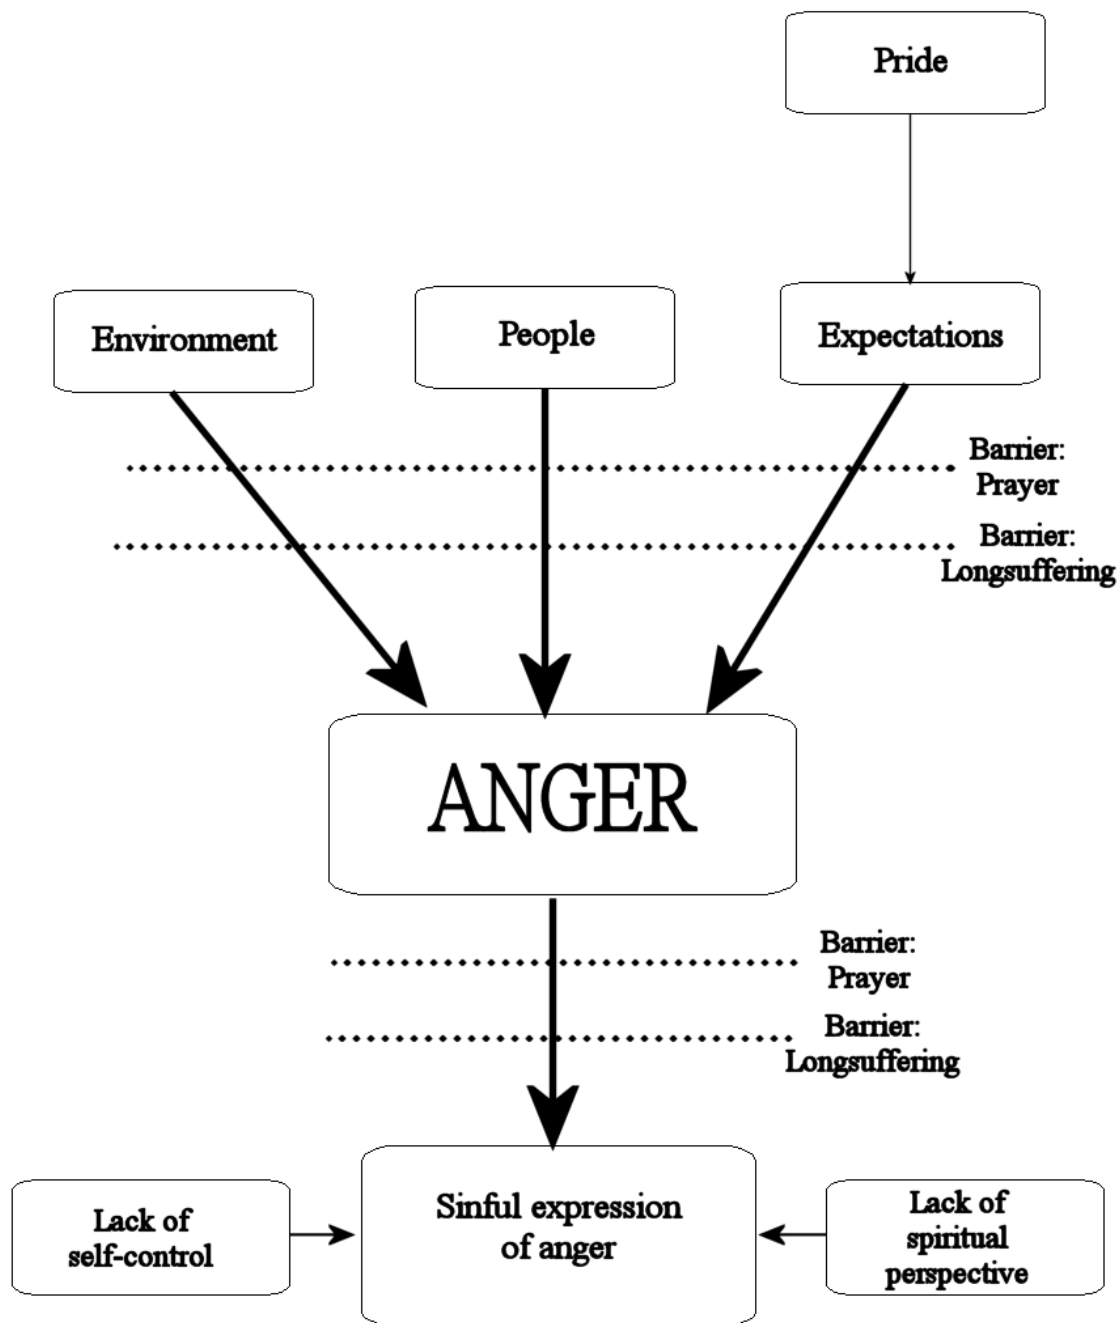 Pride
Environment
People
Expectations
Barrier:
Prayer
Barrier:
Longsuffering
ANGER
Barrier:
Prayer
Barrier:
Longsuffering
Lack of
self-control
Sinful expression
of anger
Lack of
spiritual
perspective